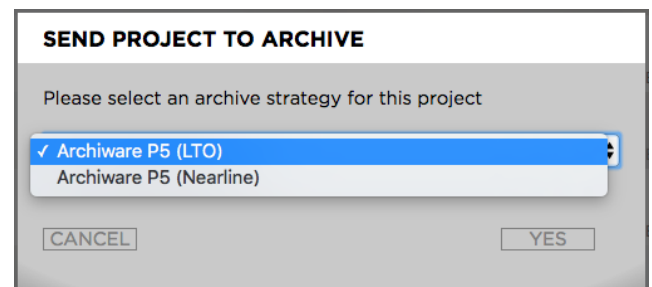 SEND PROJECT TO ARCHIVE
Please select an archive strategy for this project
✓ Archiware P5 (LTO)
Archiware P5 (Nearline)
CANCEL
YES